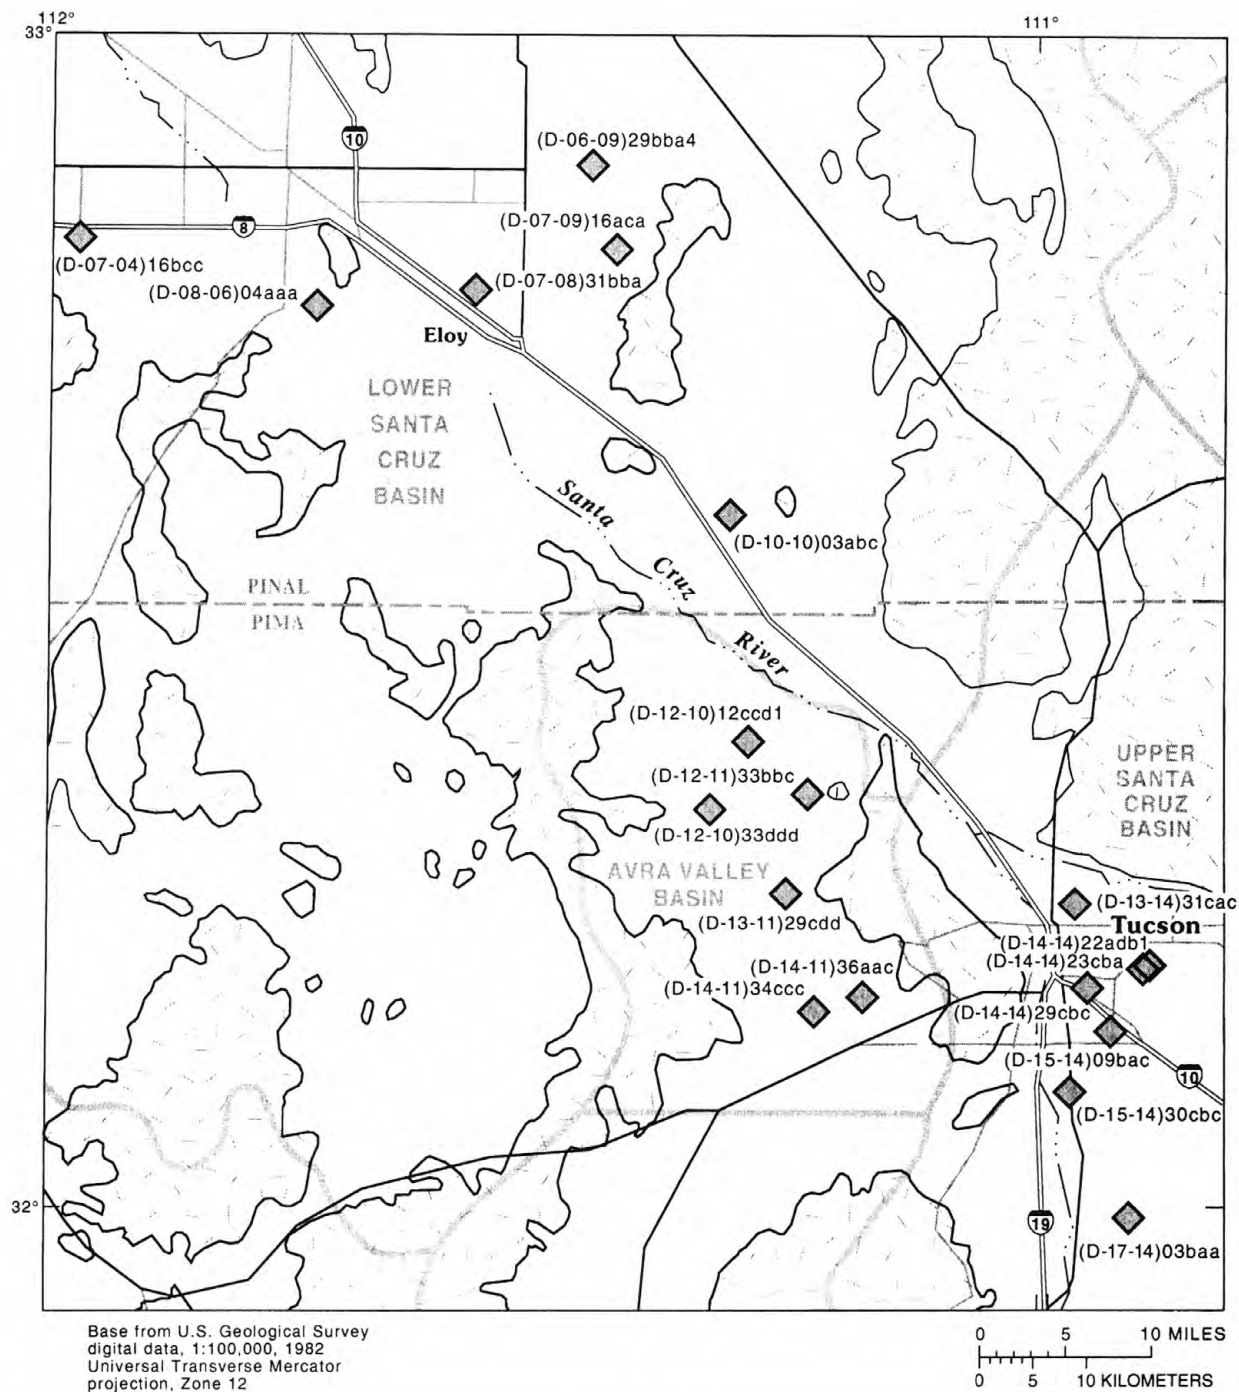 112°
33°
111°
10
(D-06-09)29bba4
8
(D-07-09)16aca
(D-07-04)16bcc
(D-07-08)31bba
(D-08-06)04aaa
Eloy
LOWER
SANTA
CRUZ
BASIN
Santa
(D-10-10)03abc
Cruz
PINAL
PIMA
River
(D-12-10)12ccd1
UPPER
SANTA
CRUZ
BASIN
(D-12-11)33bbc
(D-12-10)33ddd
AVRA VALLEY
BASIN
(D-13-14)31cac
(D-13-11)29cdd
Tucson
(D-14-14)22adb1
(D-14-14)23cba
(D-14-11)36aac
(D-14-11)34ccc
(D-14-14)29cbc
(D-15-14)09bac
10
(D-15-14)30cbc
32°
19
(D-17-14)03baa
Base from U.S. Geological Survey
digital data, 1:100,000, 1982
Universal Transverse Mercator
projection, Zone 12
0 5 10 MILES
0 5 10 KILOMETERS